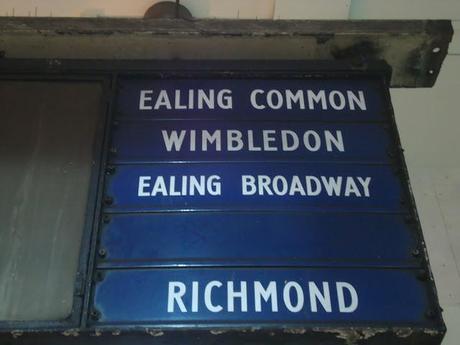 EALING COMMON
WIMBLEDON
EALING BROADWAY
RICHMOND